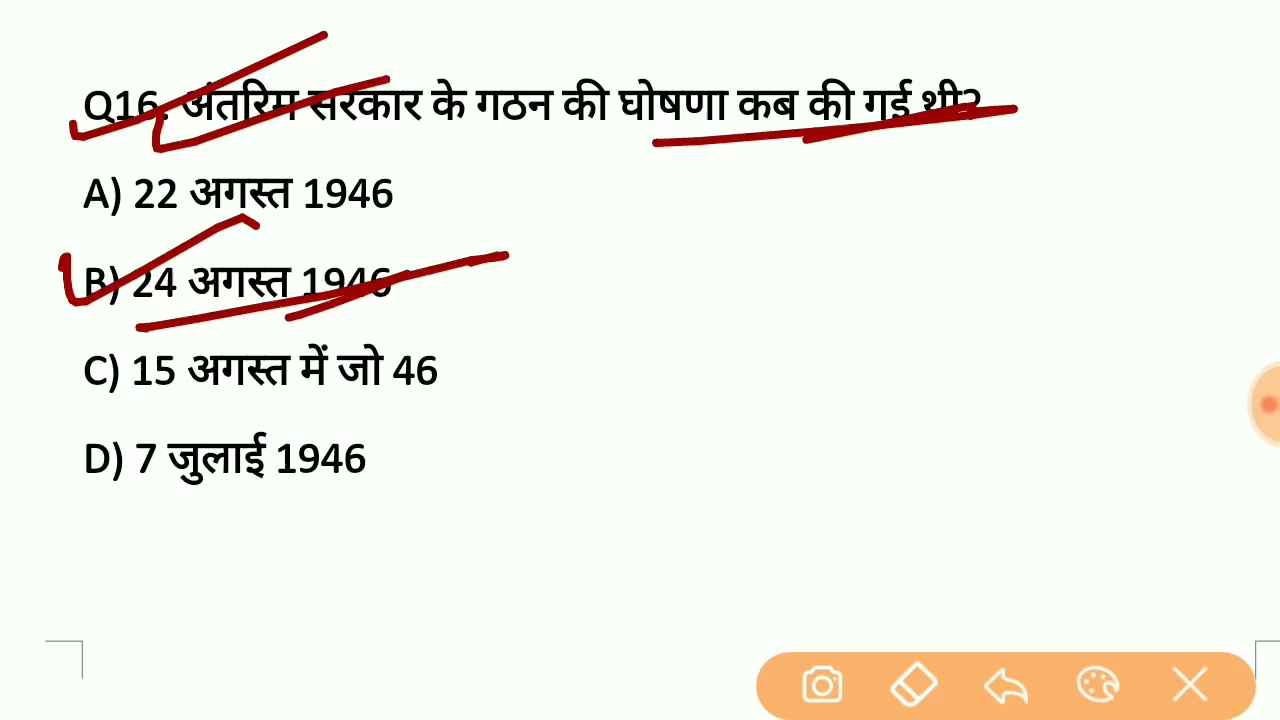 Q16. अंतरिम सरकार के गठन की घोषणा कब की गई थी?
A) 22 अगस्त 1946
B) 24 अगस्त 1946
C) 15 अगस्त में जो 46
D) 7 जुलाई 1946